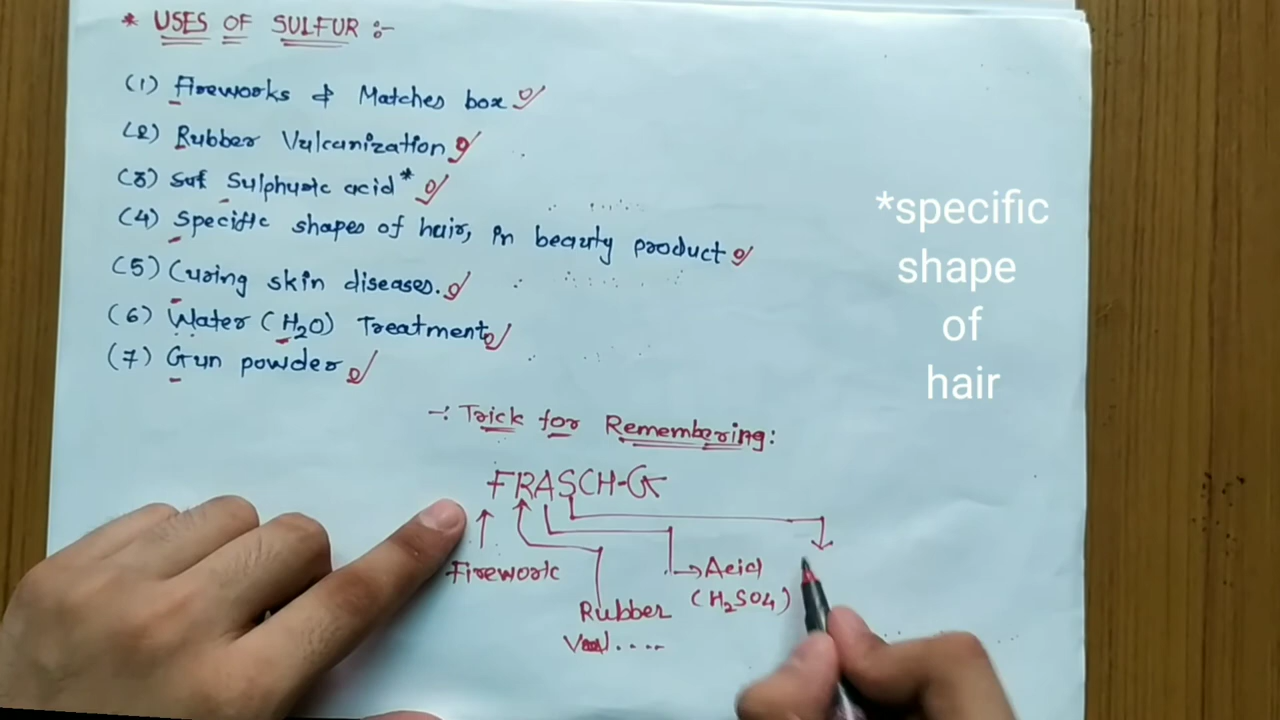 * USES OF SULFUR :-
(1) Fireworks & Matches box
(2) Rubber Vulcanization
(3) Sulphuric acid*
(4) Specific shapes of hair, in beauty product
(5) Curing skin diseases.
(6) Water (H2O) Treatment
(7) Gun powder
*specific
shape
of
hair
-: Trick for Remembering:
FRASCH-G
Firework
Acid
(H2SO4)
Rubber
....